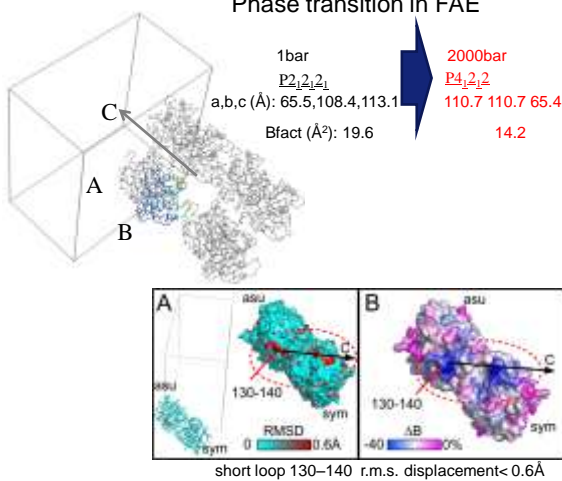 Phase transition in FAE
1bar
2000bar
P2₁2₁2₁
P4₁2₁2
a,b,c (Å): 65.5,108.4,113.1
110.7 110.7 65.4
Bfact (Å²): 19.6
14.2
C
A
B
A
asu
C
130-140
asu
sym
RMSD
0
0.6Å
sym
B
asu
C
130-140
sym
ΔB
-40
0%
short loop 130–140 r.m.s. displacement< 0.6Å